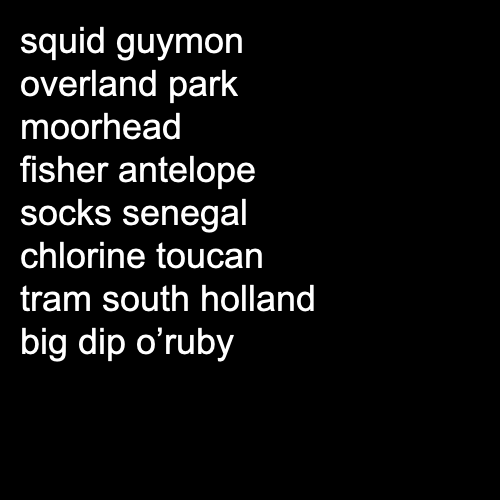 squid guymon
overland park
moorhead
fisher antelope
socks senegal
chlorine toucan
tram south holland
big dip o’ruby